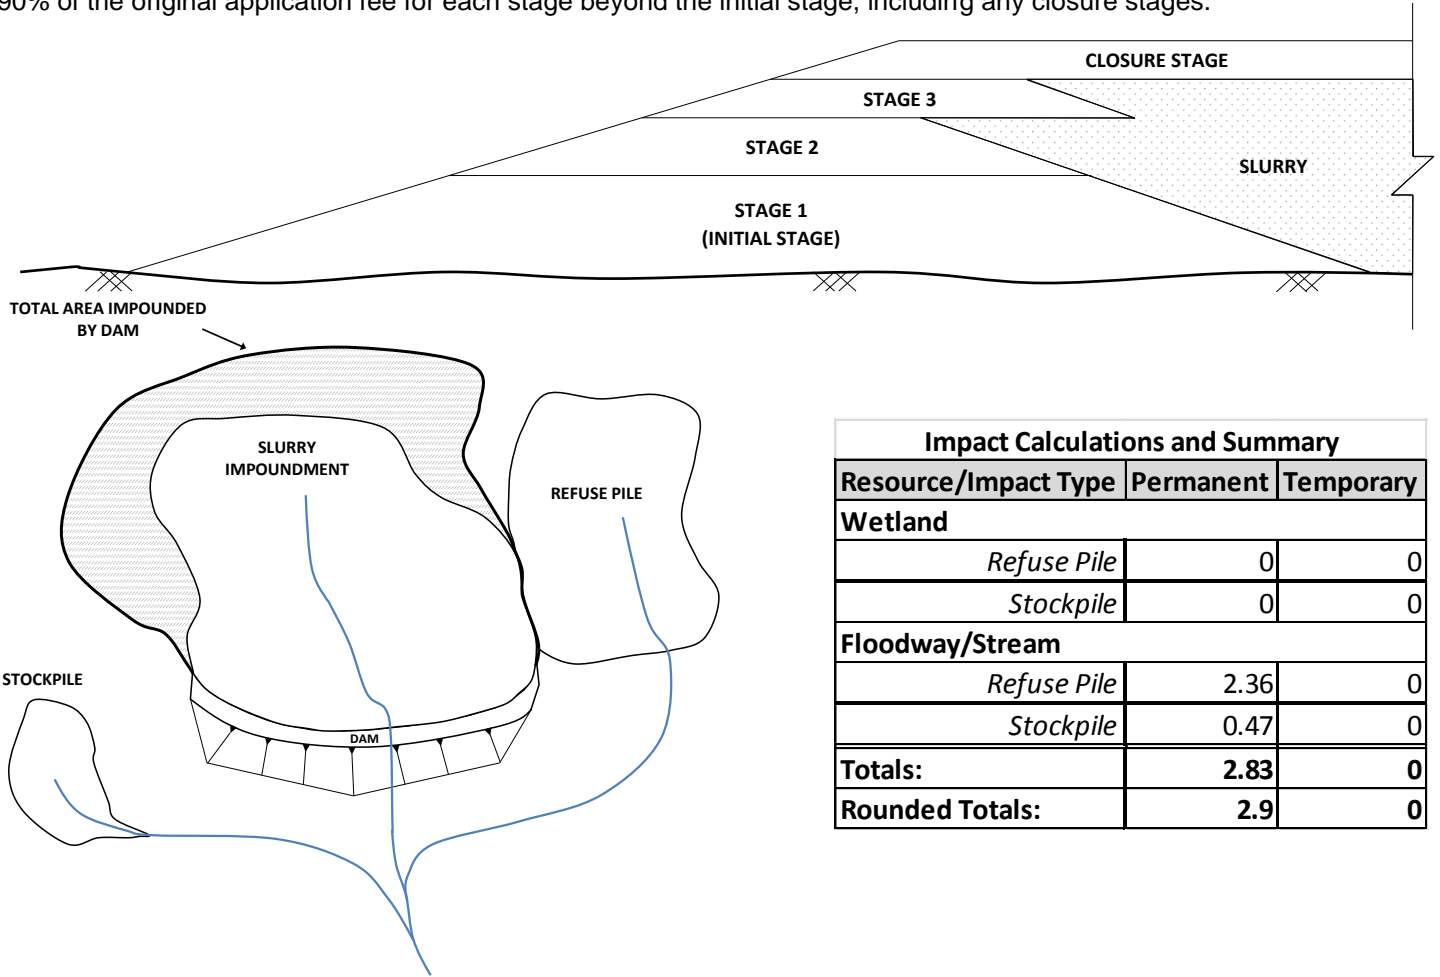 90% of the original application fee for each stage beyond the initial stage, including any closure stages.
CLOSURE STAGE
STAGE 3
STAGE 2
SLURRY
STAGE 1
(INITIAL STAGE)
TOTAL AREA IMPOUNDED
BY DAM
SLURRY
IMPOUNDMENT
REFUSE PILE
STOCKPILE
DAM
Impact Calculations and Summary
Resource/Impact Type Permanent Temporary
Wetland
Refuse Pile 0 0
Stockpile 0 0
Floodway/Stream
Refuse Pile 2.36 0
Stockpile 0.47 0
Totals: 2.83 0
Rounded Totals: 2.9 0